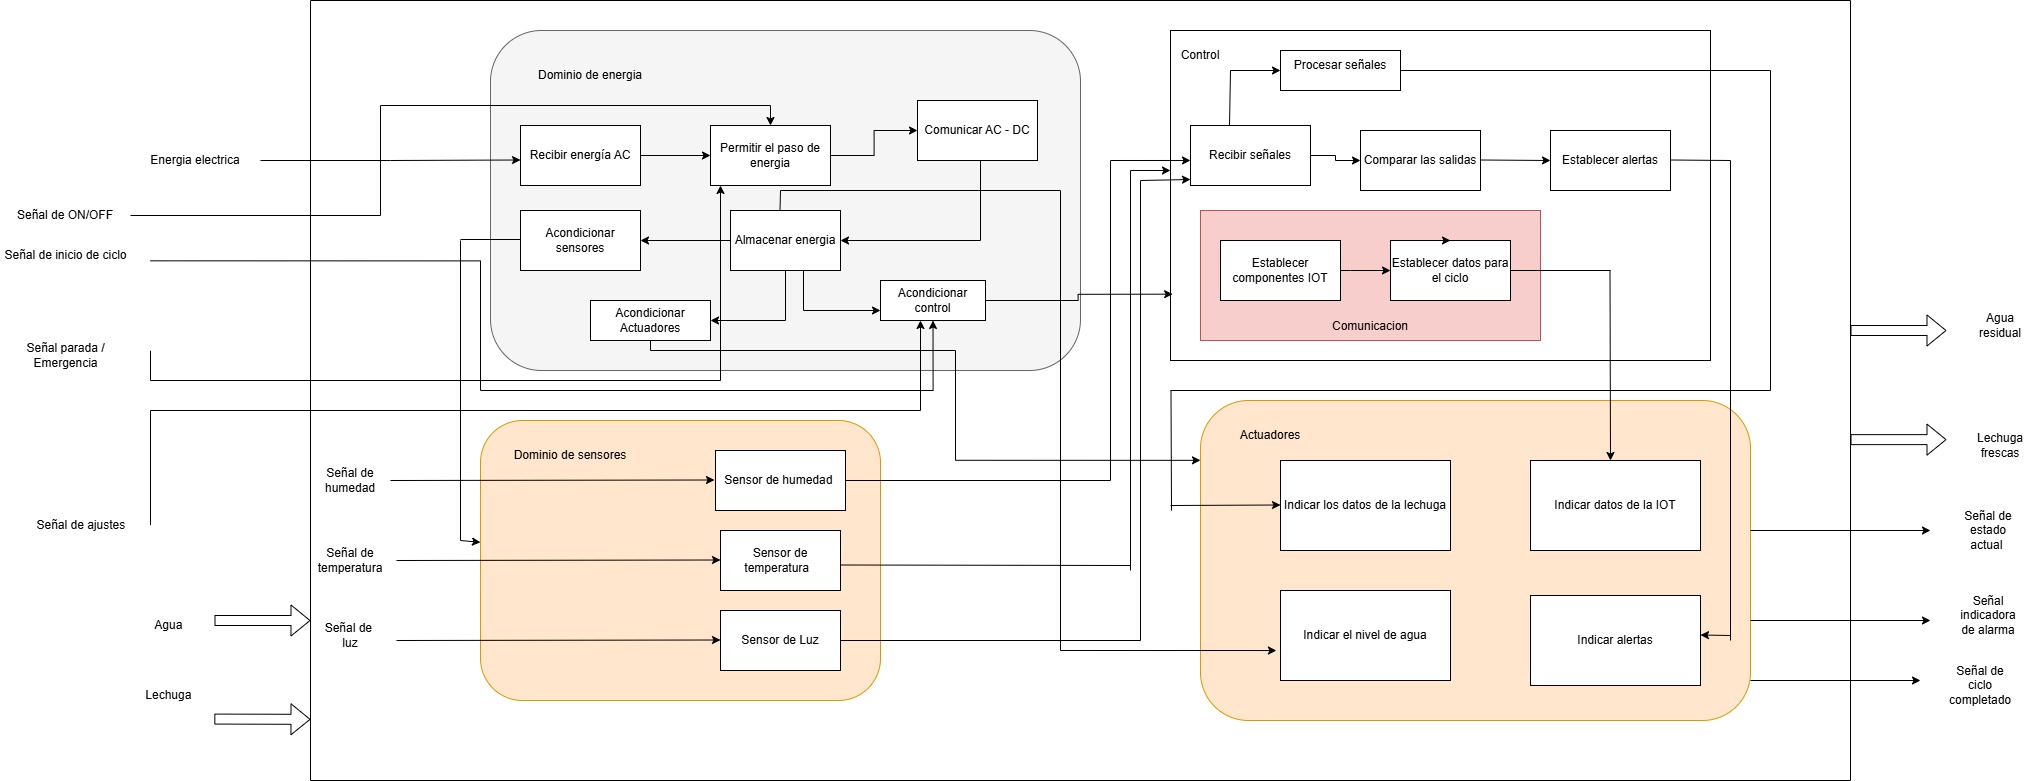 Energia electrica
Señal de ON/OFF
Señal de inicio de ciclo
Señal parada /
Emergencia
Señal de ajustes
Agua
Lechuga
Señal de
humedad
Señal de
temperatura
Señal de
luz
Dominio de energia
Recibir energía AC
Permitir el paso de
energia
Comunicar AC - DC
Acondicionar
sensores
Almacenar energia
Acondicionar
Actuadores
Acondicionar
control
Dominio de sensores
Sensor de humedad
Sensor de
temperatura
Sensor de Luz
Control
Procesar señales
Recibir señales
Comparar las salidas
Establecer alertas
Establecer
componentes IOT
Establecer datos para
el ciclo
Comunicacion
Actuadores
Indicar los datos de la lechuga
Indicar datos de la IOT
Indicar el nivel de agua
Indicar alertas
Agua
residual
Lechuga
frescas
Señal de
estado
actual
Señal
indicadora
de alarma
Señal de
ciclo
completado